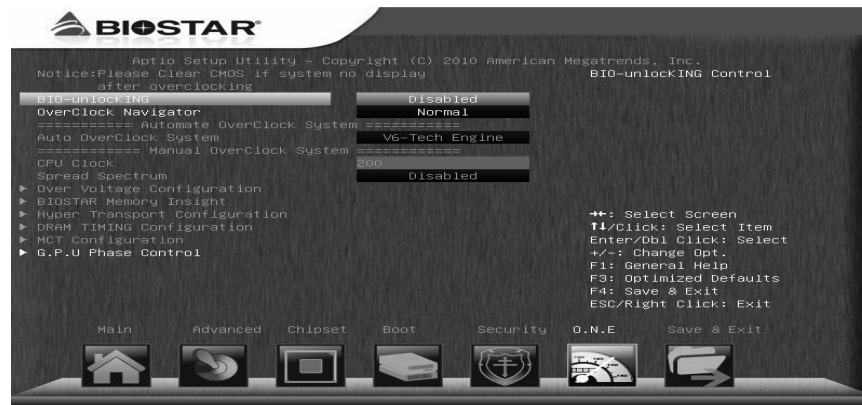 BIOSTAR
Aptio Setup Utility - Copyright (C) 2010 American Megatrends, Inc.
Notice:Please Clear CMOS if system no display
after overclocking
BIO-unlocKING Disabled
OverClock Navigator Normal
=========== Automate OverClock System ===========
Auto OverClock System V6-Tech Engine
============ Manual OverClock System ============
CPU Clock 200
Spread Spectrum Disabled
► Over Voltage Configuration
► BIOSTAR Memory Insight
► Hyper Transport Configuration
► DRAM TIMING Configuration
► MCT Configuration
► G.P.U Phase Control
BIO-unlocKING Control
→←: Select Screen
↑↓/Click: Select Item
Enter/Dbl Click: Select
+/-: Change Opt.
F1: General Help
F3: Optimized Defaults
F4: Save & Exit
ESC/Right Click: Exit
Main Advanced Chipset Boot Security O.N.E Save & Exit